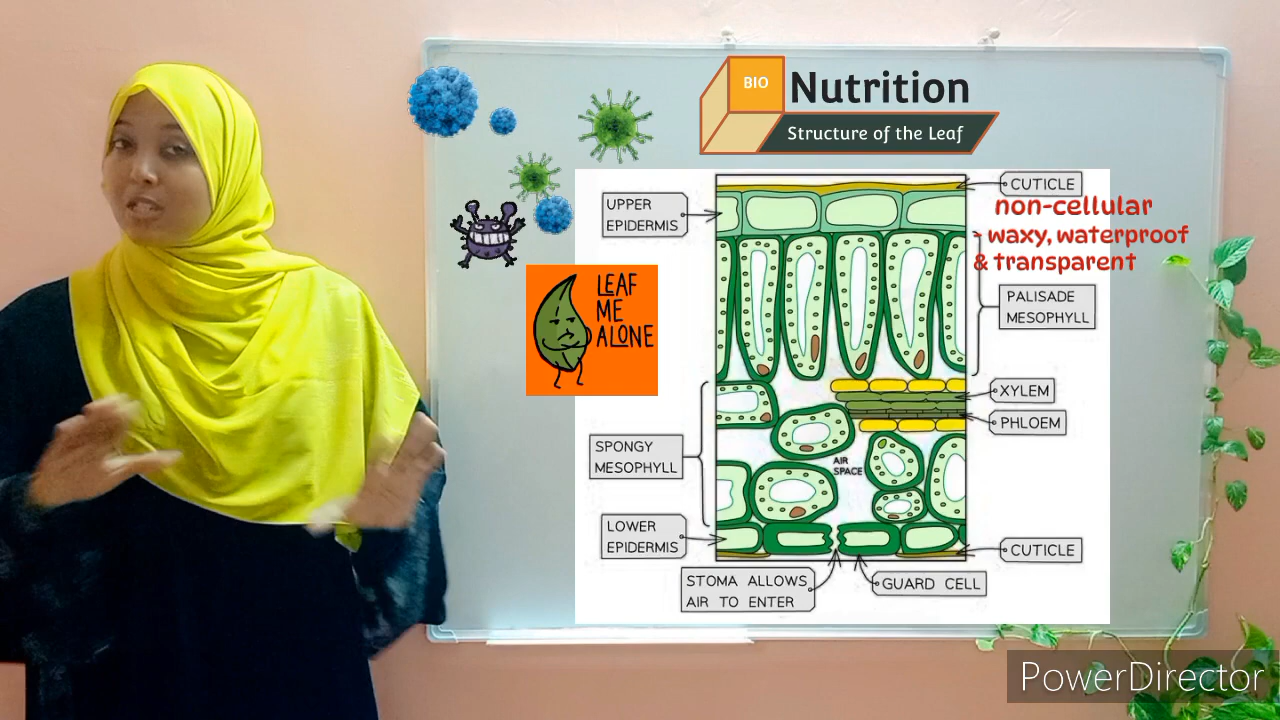 BIO
Nutrition
Structure of the Leaf
CUTICLE
non-cellular
- waxy, waterproof
& transparent
UPPER
EPIDERMIS
LEAF
ME
ALONE
PALISADE
MESOPHYLL
XYLEM
PHLOEM
SPONGY
MESOPHYLL
AIR
SPACE
LOWER
EPIDERMIS
CUTICLE
STOMA ALLOWS
AIR TO ENTER
GUARD CELL
PowerDirector